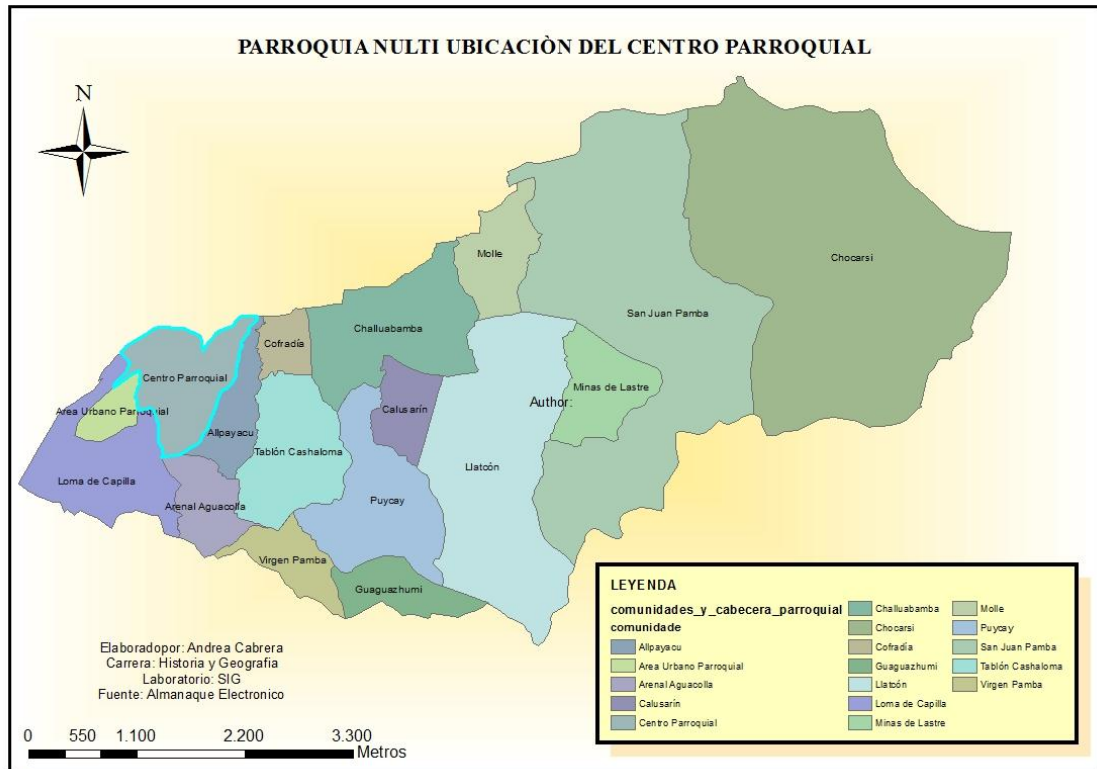 PARROQUIA NULTI UBICACIÒN DEL CENTRO PARROQUIAL
N
Chocarsi
Molle
San Juan Pamba
Challuabamba
Cofradía
Centro Parroquial
Minas de Lastre
Author:
Calusarín
Area Urbano Parroquial
Allpayacu
Tablón Cashaloma
Llatcón
Loma de Capilla
Puycay
Arenal Aguacolla
Virgen Pamba
Guaguazhumi
Elaboradopor: Andrea Cabrera
Carrera: Historia y Geografia
Laboratorio: SIG
Fuente: Almanaque Electronico
0 550 1.100 2.200 3.300
Metros
LEYENDA
comunidades_y_cabecera_parroquial
comunidade
Allpayacu
Area Urbano Parroquial
Arenal Aguacolla
Calusarín
Centro Parroquial
Challuabamba
Chocarsi
Cofradía
Guaguazhumi
Llatcón
Loma de Capilla
Minas de Lastre
Molle
Puycay
San Juan Pamba
Tablón Cashaloma
Virgen Pamba